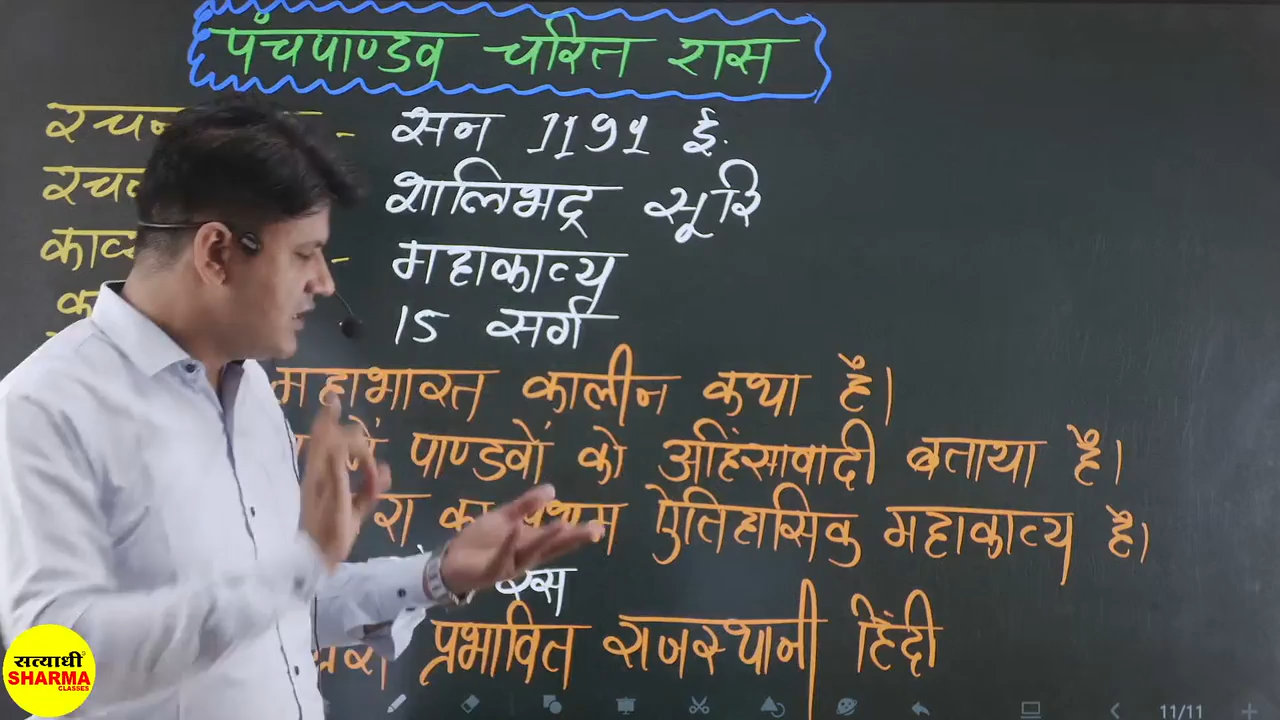 पंचपाण्डव चरित रास
- सन 1191 ई.
शालिभद्र सूरि
- महाकाव्य
15 सर्ग
महाभारत कालीन कथा है।
पाण्डवों को अहिंसावादी बताया है।
ऐतिहासिक महाकाव्य है।
रस
प्रभावित राजस्थानी हिंदी
सत्यार्थी
SHARMA
CLASSES
11/11